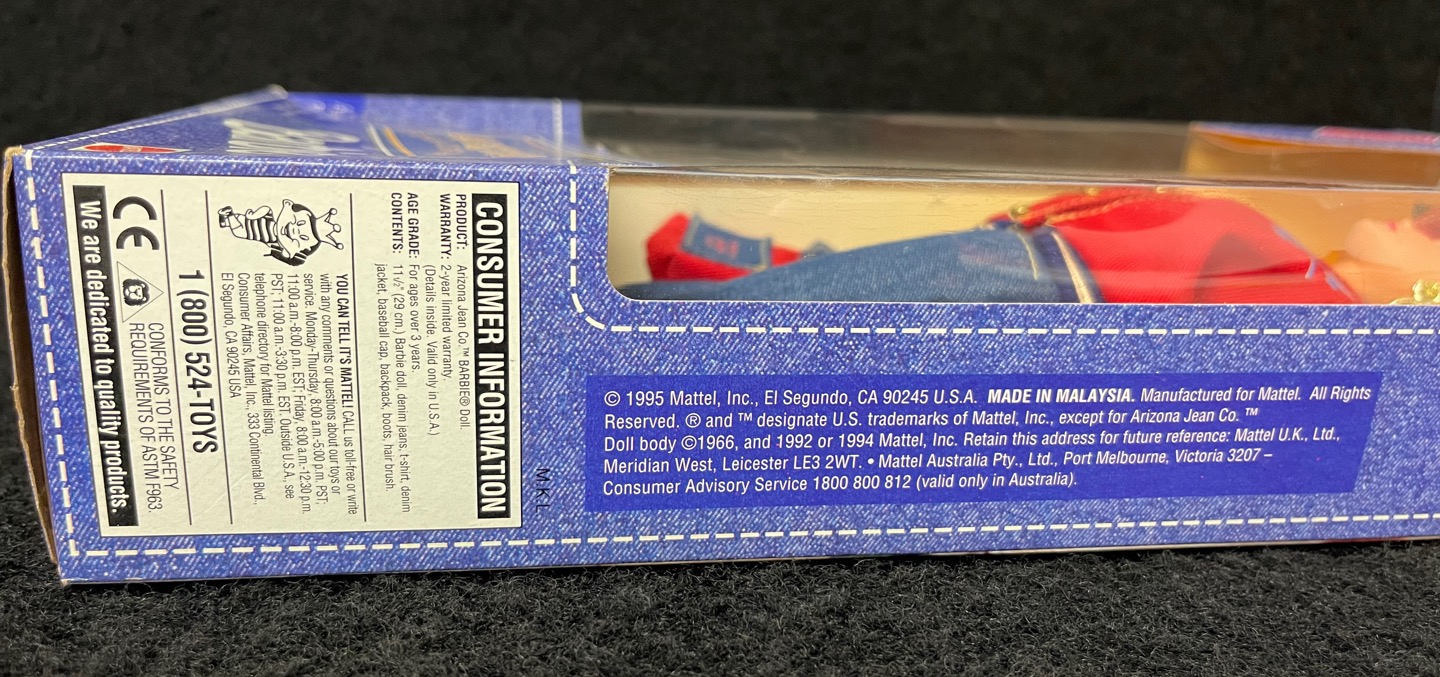 CONSUMER INFORMATION
PRODUCT: Arizona Jean Co.™ BARBIE® Doll.
WARRANTY: 2-year limited warranty.
(Details inside. Valid only in U.S.A.)
AGE GRADE: For ages over 3 years.
CONTENTS: 11½" (29 cm.) Barbie doll, denim jeans, t-shirt, denim
jacket, baseball cap, backpack, boots, hair brush.
YOU CAN TELL IT'S MATTEL! CALL us toll-free or write
with any comments or questions about our toys or
service. Monday-Thursday, 8:00 a.m.-5:00 p.m. PST;
11:00 a.m.-8:00 p.m. EST; Friday, 8:00 a.m.-12:30 p.m.
PST; 11:00 a.m.-3:30 p.m. EST. Outside U.S.A., see
telephone directory for Mattel listing.
Consumer Affairs, Mattel, Inc., 333 Continental Blvd.,
El Segundo, CA 90245 USA
1 (800) 524-TOYS
CE
CONFORMS TO THE SAFETY
REQUIREMENTS OF ASTM F963.
We are dedicated to quality products.
M.K.L.
© 1995 Mattel, Inc., El Segundo, CA 90245 U.S.A. MADE IN MALAYSIA. Manufactured for Mattel. All Rights
Reserved. ® and ™ designate U.S. trademarks of Mattel, Inc., except for Arizona Jean Co. ™
Doll body ©1966, and 1992 or 1994 Mattel, Inc. Retain this address for future reference: Mattel U.K., Ltd.,
Meridian West, Leicester LE3 2WT. • Mattel Australia Pty., Ltd., Port Melbourne, Victoria 3207 –
Consumer Advisory Service 1800 800 812 (valid only in Australia).